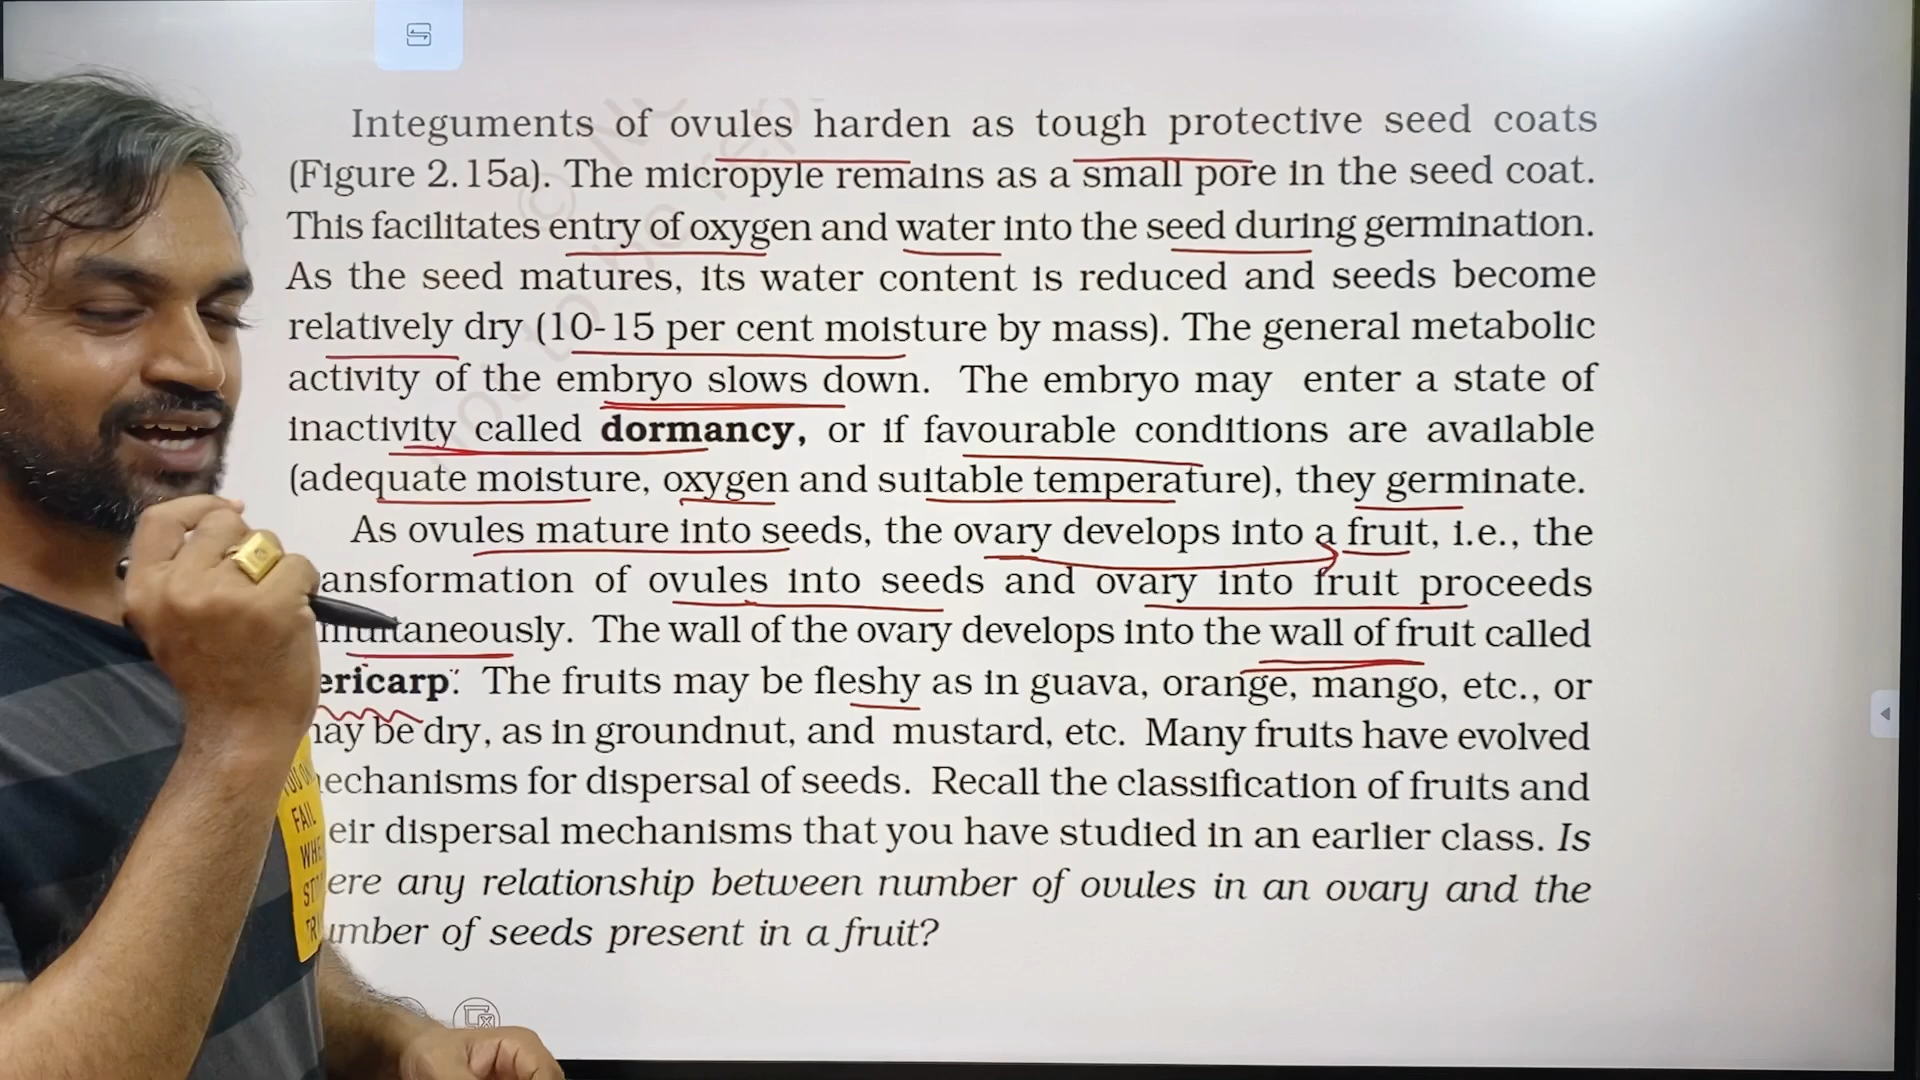 Integuments of ovules harden as tough protective seed coats
(Figure 2.15a). The micropyle remains as a small pore in the seed coat.
This facilitates entry of oxygen and water into the seed during germination.
As the seed matures, its water content is reduced and seeds become
relatively dry (10-15 per cent moisture by mass). The general metabolic
activity of the embryo slows down. The embryo may enter a state of
inactivity called dormancy, or if favourable conditions are available
(adequate moisture, oxygen and suitable temperature), they germinate.
As ovules mature into seeds, the ovary develops into a fruit, i.e., the
ansformation of ovules into seeds and ovary into fruit proceeds
multaneously. The wall of the ovary develops into the wall of fruit called
ericarp. The fruits may be fleshy as in guava, orange, mango, etc., or
may be dry, as in groundnut, and mustard, etc. Many fruits have evolved
echanisms for dispersal of seeds. Recall the classification of fruits and
eir dispersal mechanisms that you have studied in an earlier class. Is
ere any relationship between number of ovules in an ovary and the
umber of seeds present in a fruit?
FAIL